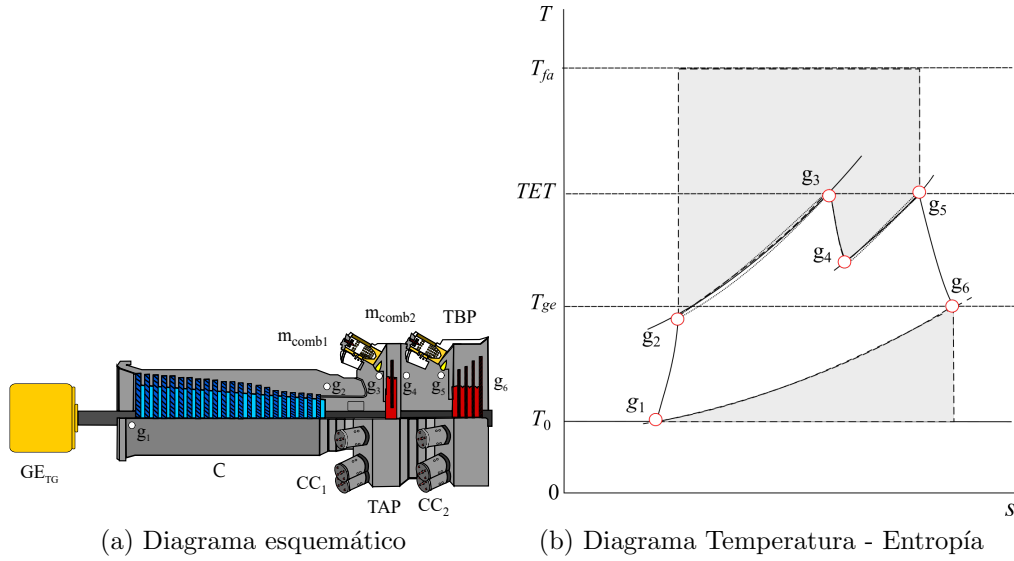 m_comb1
m_comb2
TBP
g_2
g_3
g_4
g_5
g_6
g_1
GE_TG
C
CC_1
TAP
CC_2
(a) Diagrama esquemático
T
T_fa
TET
T_ge
T_0
0
s
g_3
g_5
g_4
g_6
g_2
g_1
(b) Diagrama Temperatura - Entropía